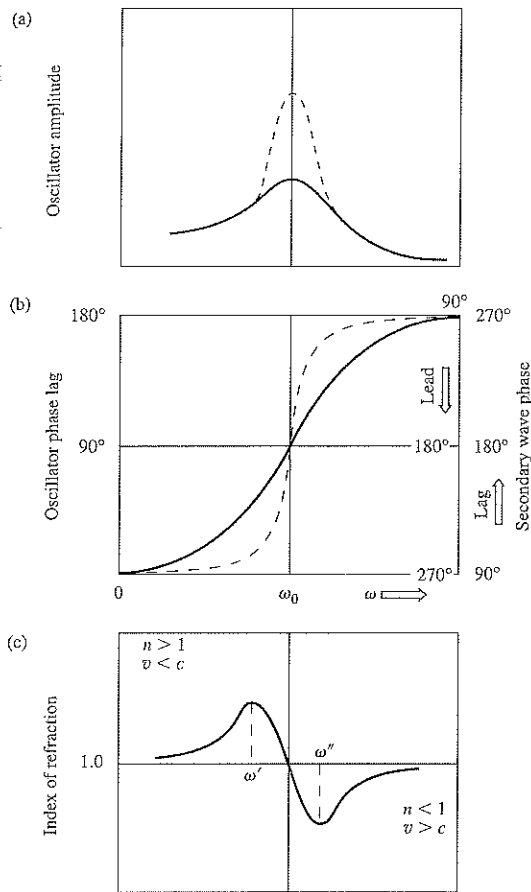 (a)
Oscillator amplitude
(b)
90°
180°
270°
Lead
90°
180°
180°
Lag
270°
90°
Oscillator phase lag
Secondary wave phase
0
ω₀
ω
(c)
n > 1
v < c
1.0
ω′
ω″
n < 1
v > c
Index of refraction